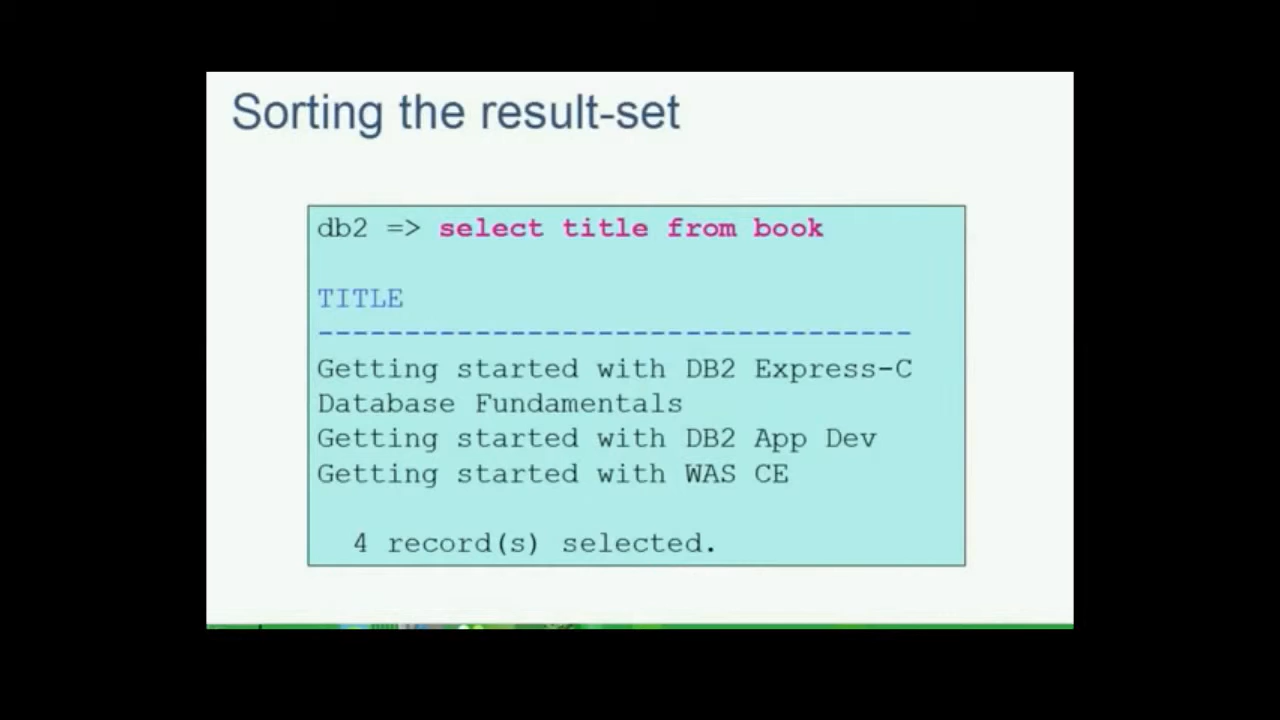 Sorting the result-set
db2 => select title from book
TITLE
----------------------------------
Getting started with DB2 Express-C
Database Fundamentals
Getting started with DB2 App Dev
Getting started with WAS CE
4 record(s) selected.